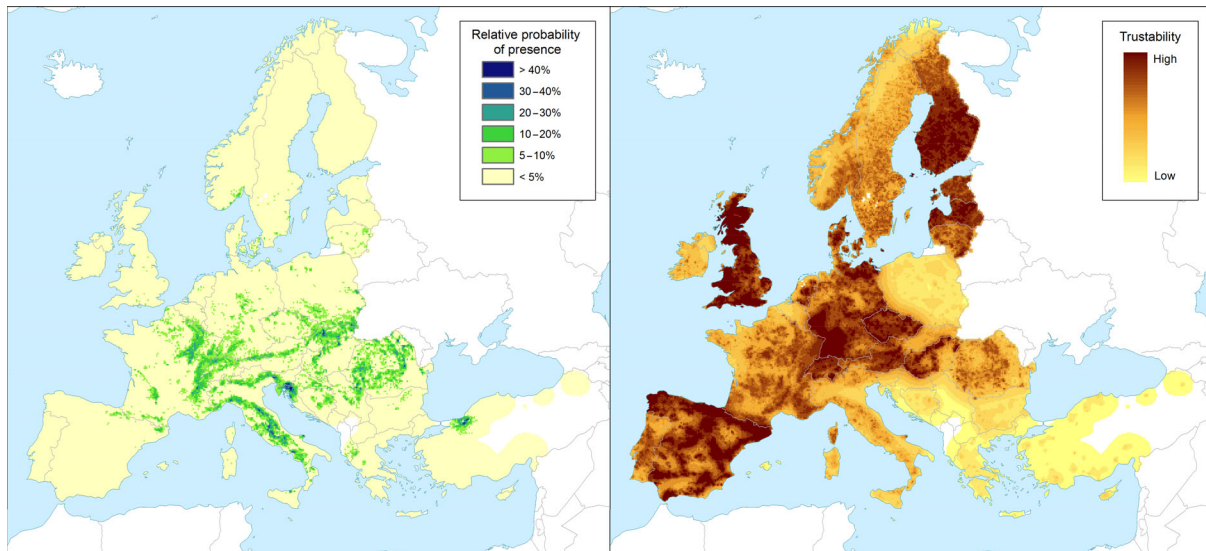 Relative probability
of presence
> 40%
30–40%
20–30%
10–20%
5–10%
< 5%
Trustability
High
Low